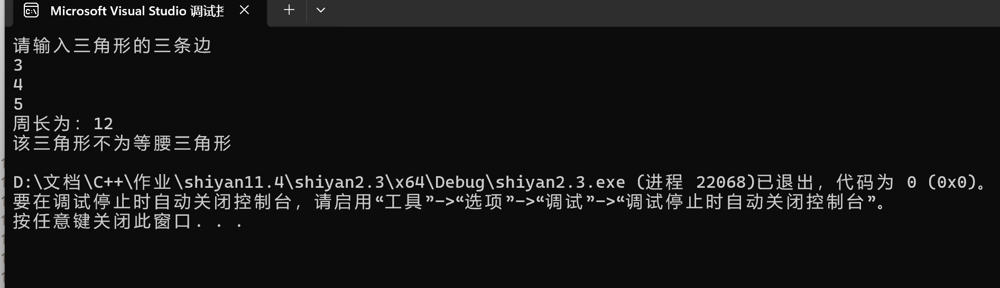 Microsoft Visual Studio 调试
请输入三角形的三条边
3
4
5
周长为: 12
该三角形不为等腰三角形
D:\文档\C++\作业\shiyan11.4\shiyan2.3\x64\Debug\shiyan2.3.exe (进程 22068)已退出，代码为 0 (0x0)。
要在调试停止时自动关闭控制台，请启用“工具”->“选项”->“调试”->“调试停止时自动关闭控制台”。
按任意键关闭此窗口. . .